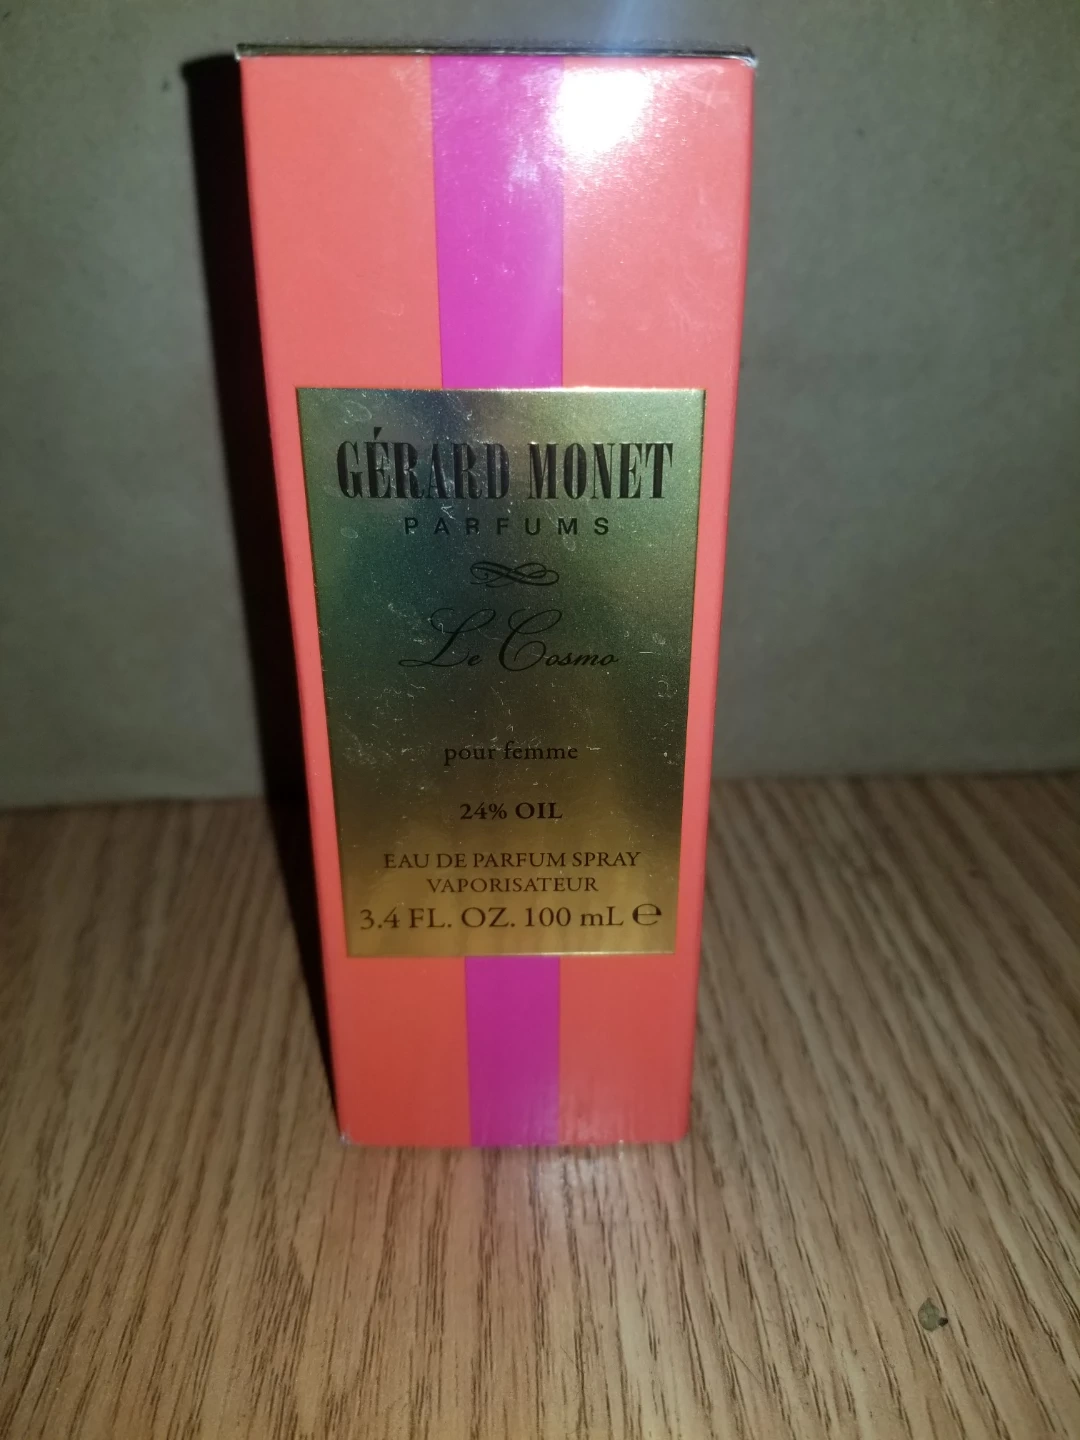 GÉRARD MONET
PARFUMS
Le Cosmo
pour femme
24% OIL
EAU DE PARFUM SPRAY
VAPORISATEUR
3.4 FL. OZ. 100 mL ℮